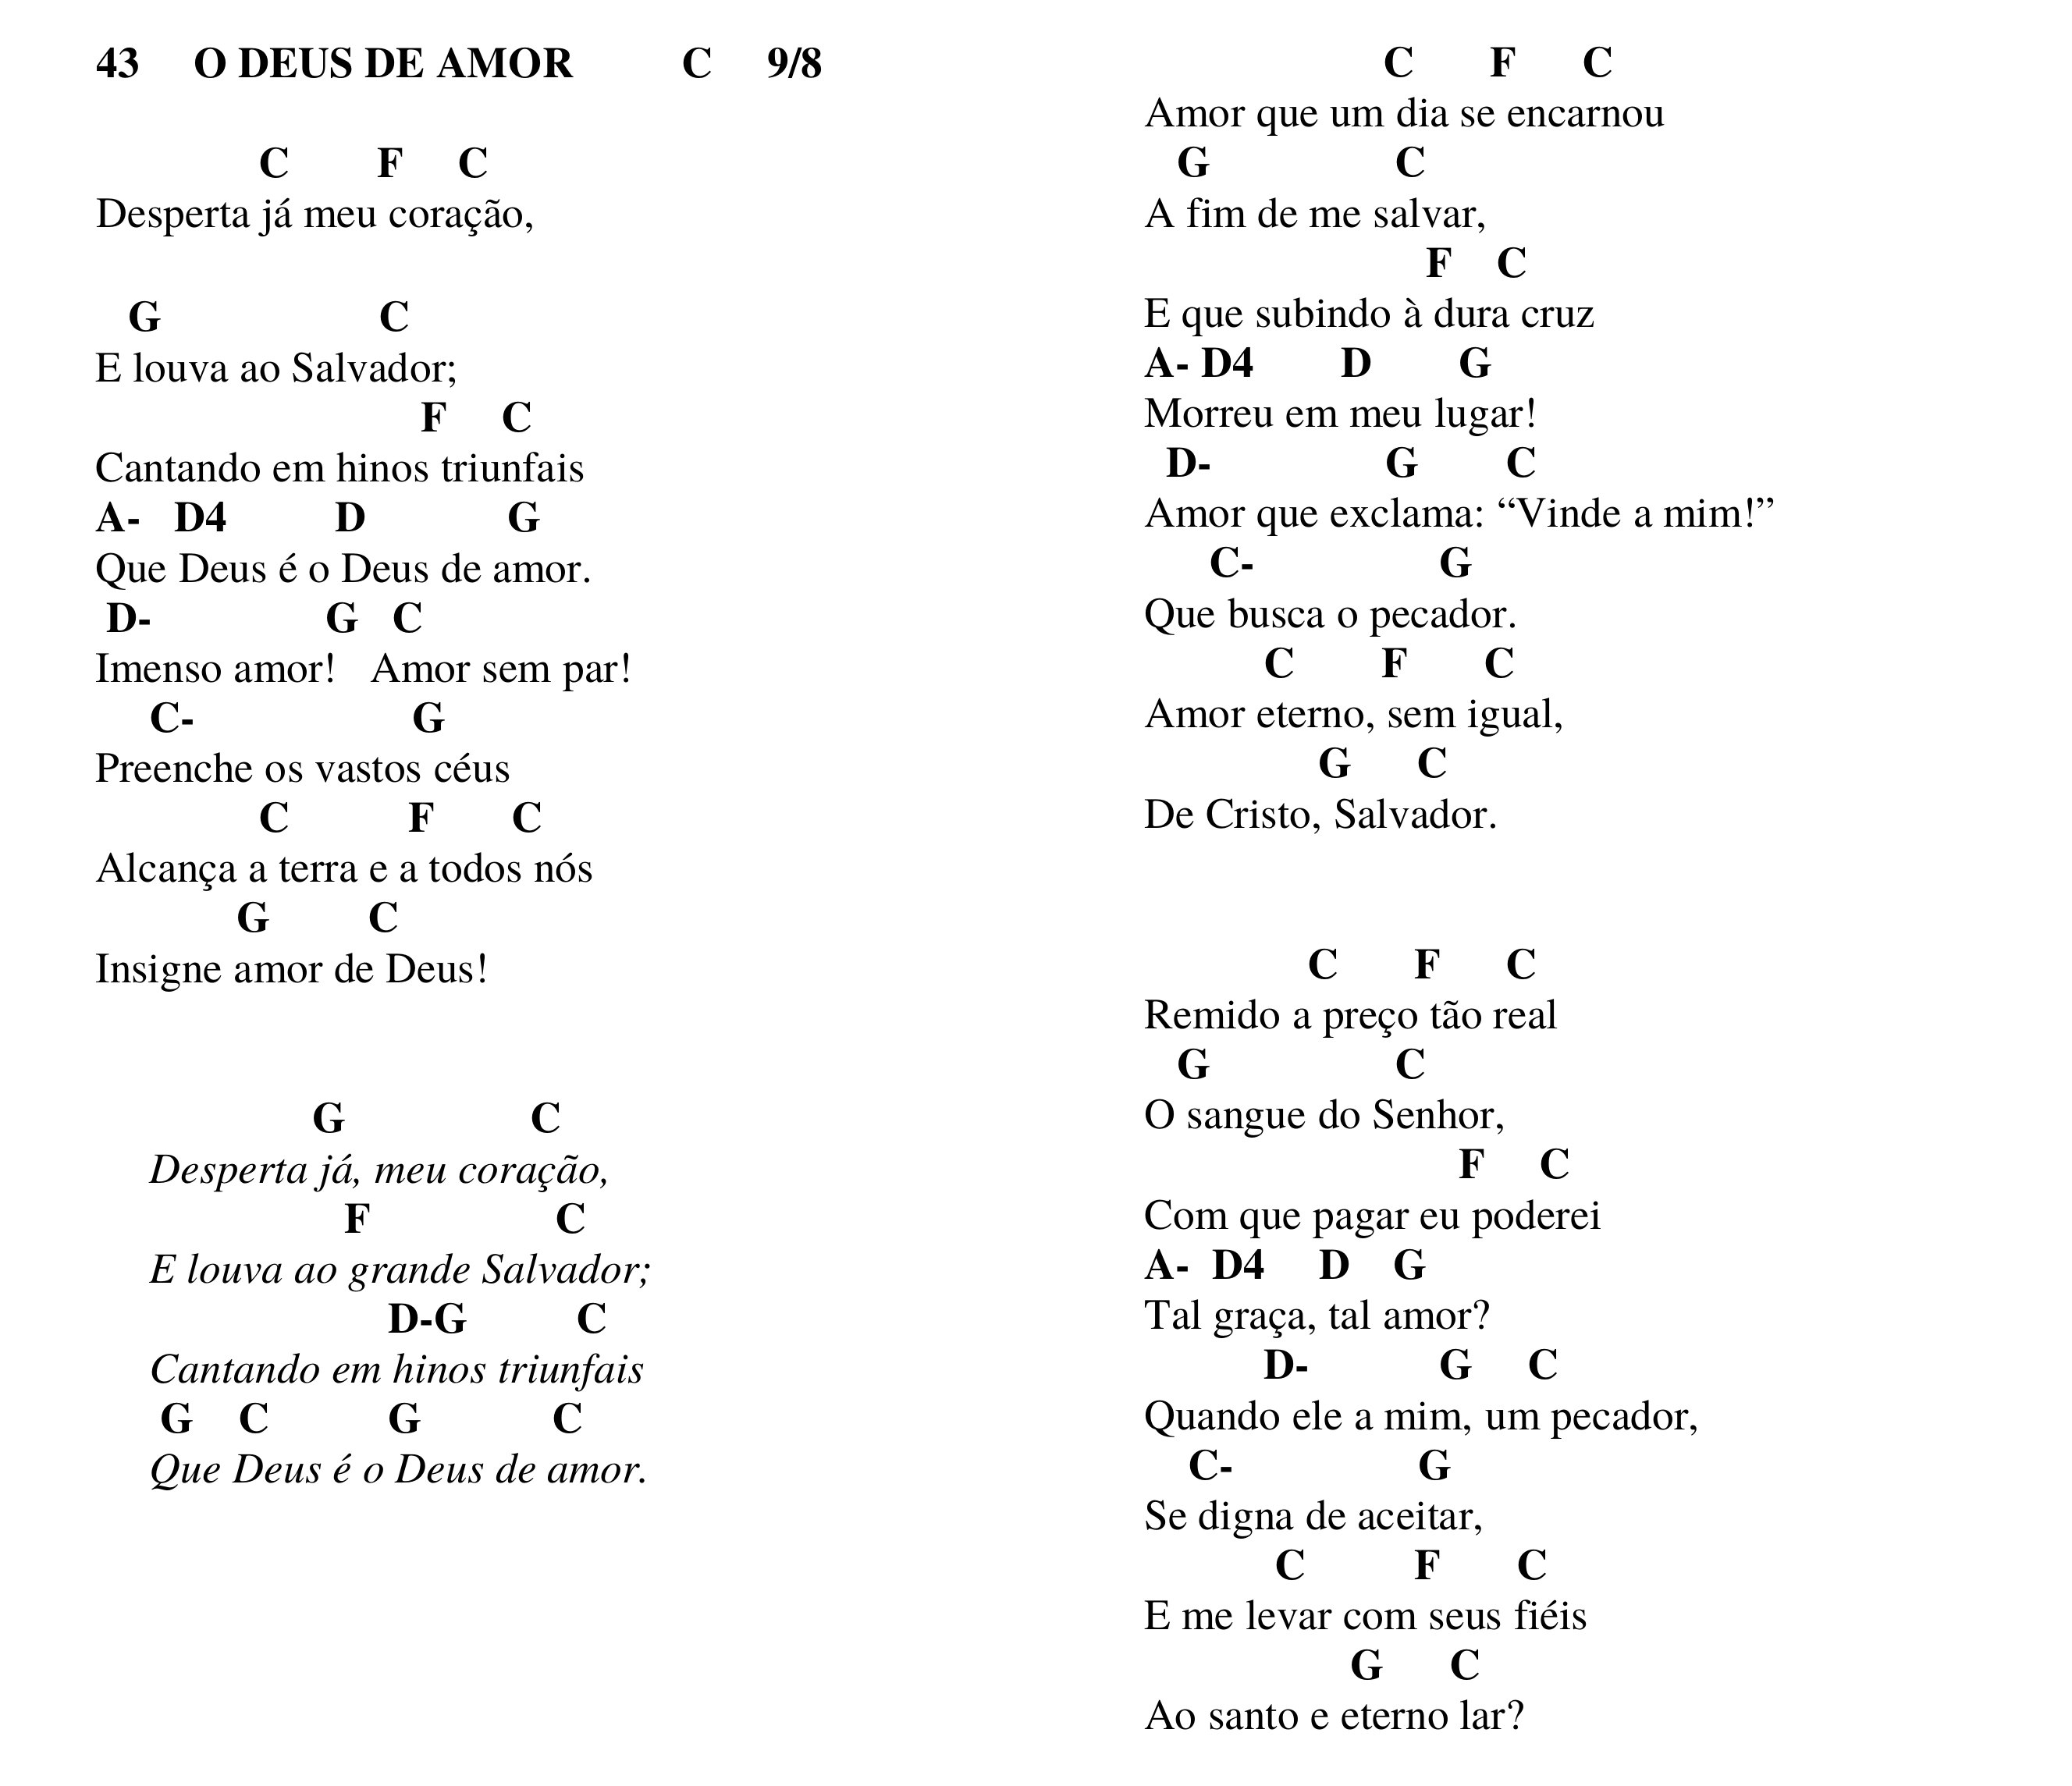 43 O DEUS DE AMOR C 9/8
C F C
Desperta já meu coração,
G C
E louva ao Salvador;
F C
Cantando em hinos triunfais
A- D4 D G
Que Deus é o Deus de amor.
D- G C
Imenso amor! Amor sem par!
C- G
Preenche os vastos céus
C F C
Alcança a terra e a todos nós
G C
Insigne amor de Deus!
G C
Desperta já, meu coração,
F C
E louva ao grande Salvador;
D-G C
Cantando em hinos triunfais
G C G C
Que Deus é o Deus de amor.
C F C
Amor que um dia se encarnou
G C
A fim de me salvar,
F C
E que subindo à dura cruz
A- D4 D G
Morreu em meu lugar!
D- G C
Amor que exclama: “Vinde a mim!”
C- G
Que busca o pecador.
C F C
Amor eterno, sem igual,
G C
De Cristo, Salvador.
C F C
Remido a preço tão real
G C
O sangue do Senhor,
F C
Com que pagar eu poderei
A- D4 D G
Tal graça, tal amor?
D- G C
Quando ele a mim, um pecador,
C- G
Se digna de aceitar,
C F C
E me levar com seus fiéis
G C
Ao santo e eterno lar?